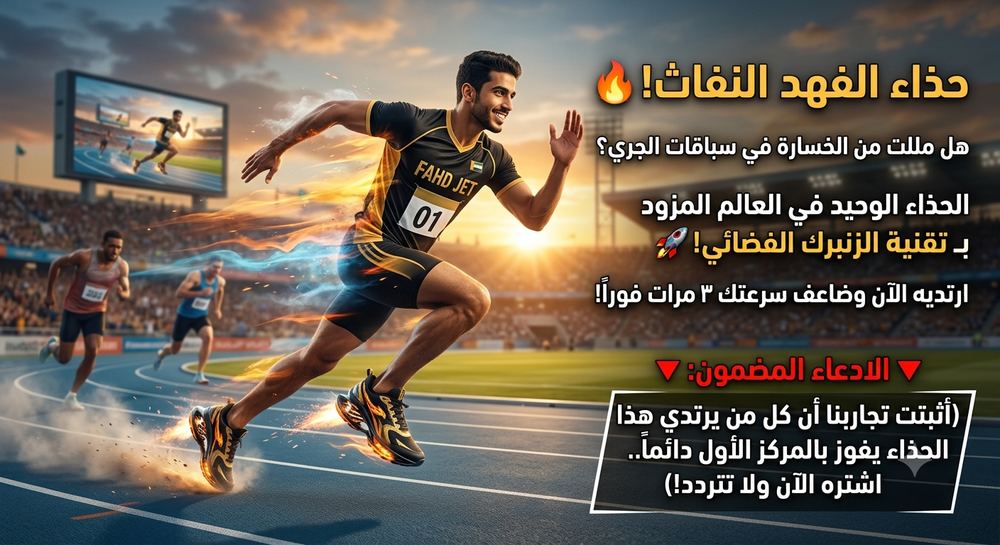 حذاء الفهد النفاث! 🔥
هل مللت من الخسارة في سباقات الجري؟
الحذاء الوحيد في العالم المزود
بـ تقنية الزنبرك الفضائي! 🚀
ارتديه الآن وضاعف سرعتك ٣ مرات فوراً!
▼ الادعاء المضمون: ▼
(أثبتت تجاربنا أن كل من يرتدي هذا
الحذاء يفوز بالمركز الأول دائماً..
اشتره الآن ولا تتردد!)
FAHD JET
01